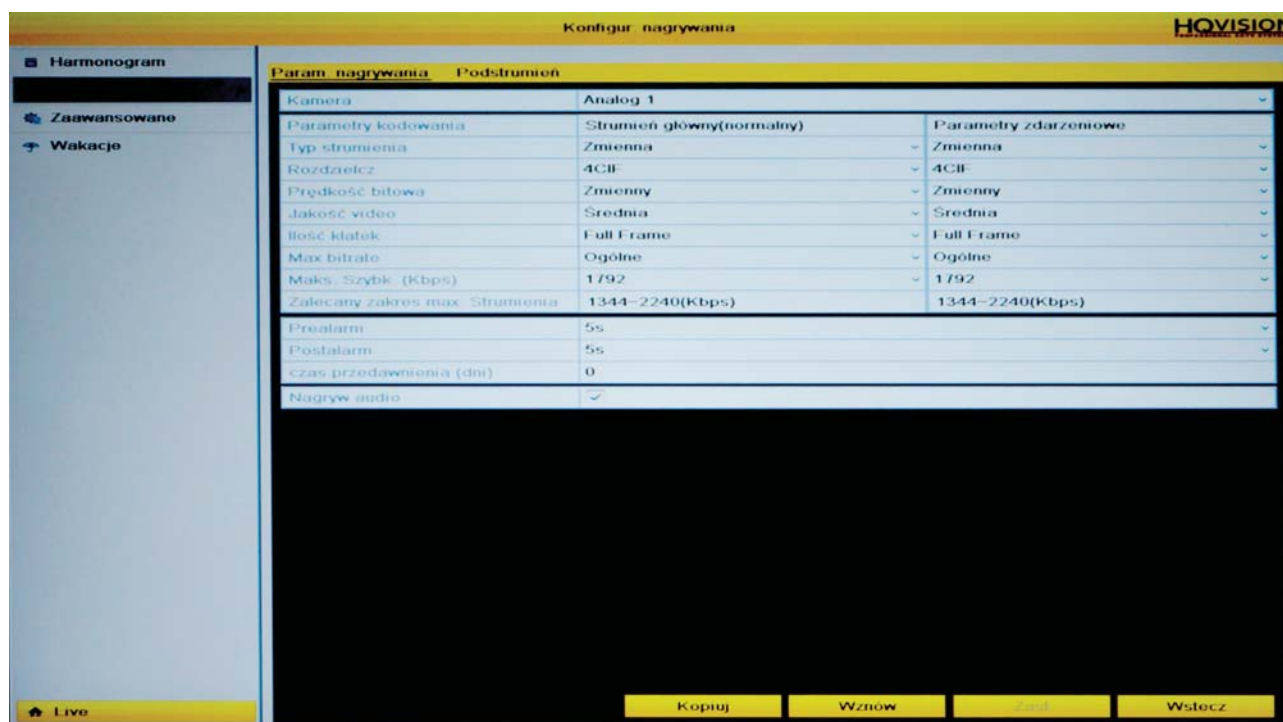 Konfigur. nagrywania
HQVISION
Harmonogram
Zaawansowane
Wakacje
Live
Param. nagrywania Podstrumień
Kamera Analog 1
Parametry kodowania Strumień główny(normalny) Parametry zdarzeniowe
Typ strumienia Zmienna Zmienna
Rozdzielcz. 4CIF 4CIF
Prędkość bitowa Zmienny Zmienny
Jakość video Średnia Średnia
Ilość klatek Full Frame Full Frame
Max bitrate Ogólne Ogólne
Maks. Szybk. (Kbps) 1792 1792
Zalecany zakres max. Strumienia 1344~2240(Kbps) 1344~2240(Kbps)
Prealarm 5s
Postalarm 5s
czas przedawnienia (dni) 0
Nagryw audio
Kopiuj Wznów Zast. Wstecz